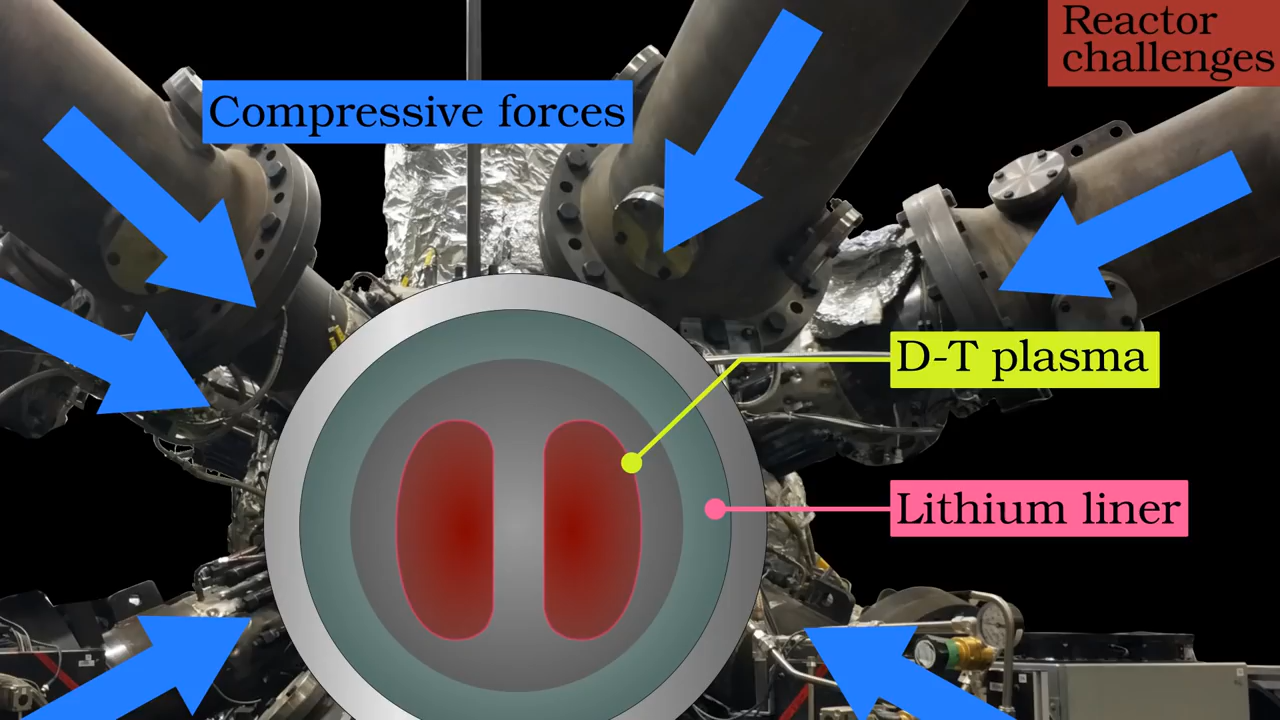 Reactor
challenges
Compressive forces
D-T plasma
Lithium liner